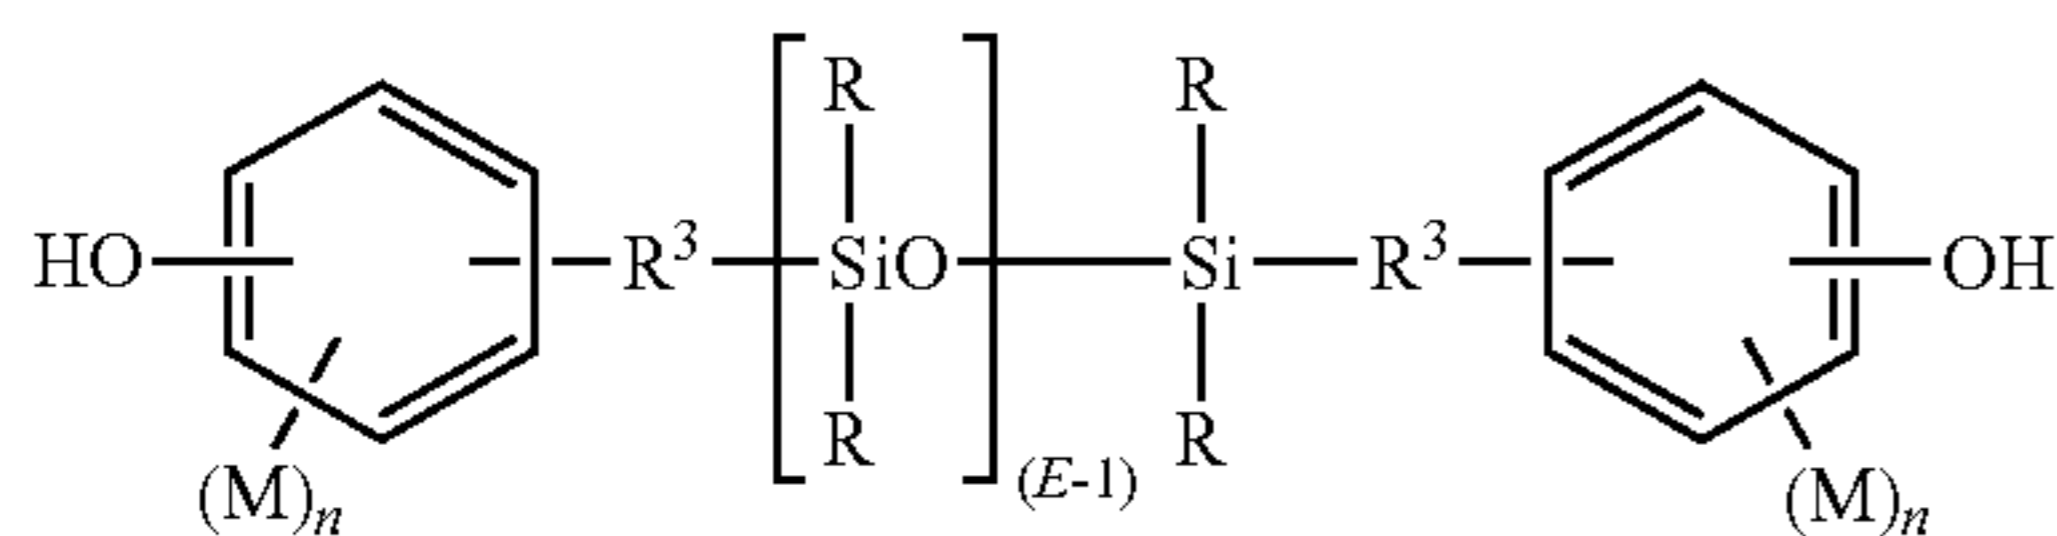 R R
HO R³ SiO Si R³ OH
R R
(E-1)
(M)n (M)n